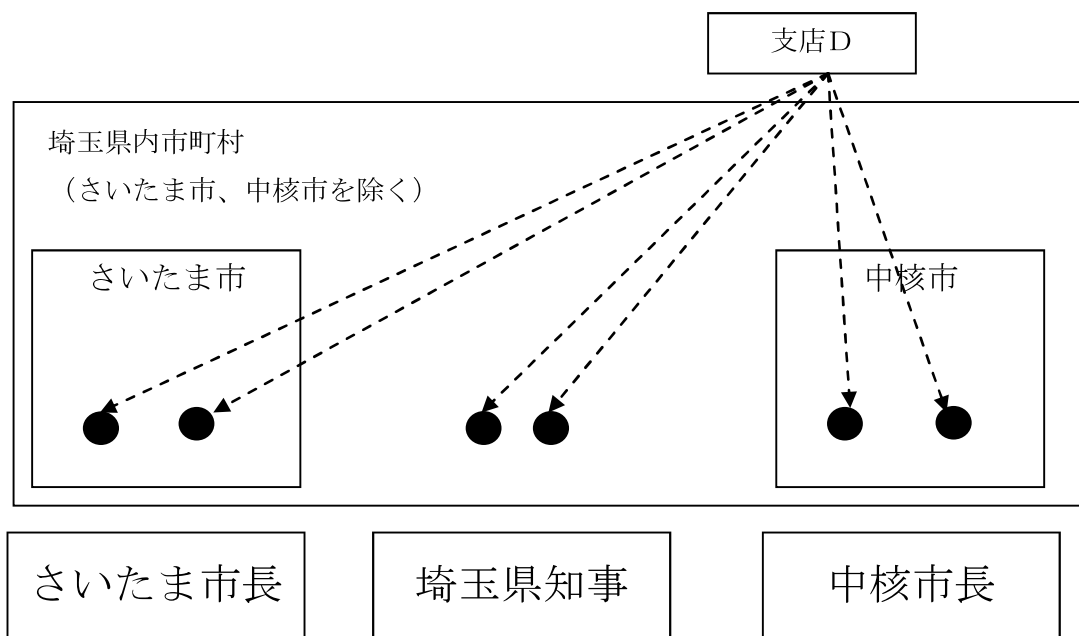 支店Ｄ
埼玉県内市町村
（さいたま市、中核市を除く）
さいたま市
中核市
さいたま市長
埼玉県知事
中核市長